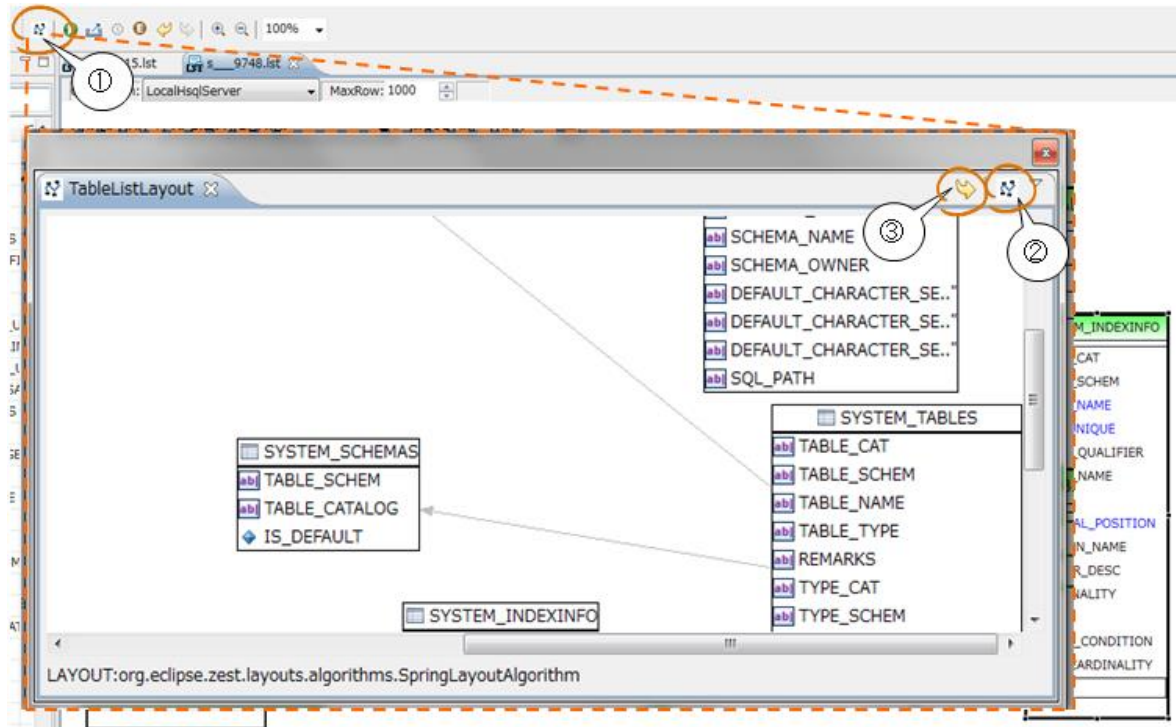 100%
①
15.lst
s___9748.lst
LocalHsqlServer
MaxRow: 1000
TableListLayout
③
②
SCHEMA_NAME
SCHEMA_OWNER
DEFAULT_CHARACTER_SE.."
DEFAULT_CHARACTER_SE.."
DEFAULT_CHARACTER_SE.."
SQL_PATH
SYSTEM_TABLES
TABLE_CAT
TABLE_SCHEM
TABLE_NAME
TABLE_TYPE
REMARKS
TYPE_CAT
TYPE_SCHEM
SYSTEM_SCHEMAS
TABLE_SCHEM
TABLE_CATALOG
IS_DEFAULT
SYSTEM_INDEXINFO
LAYOUT:org.eclipse.zest.layouts.algorithms.SpringLayoutAlgorithm
M_INDEXINFO
CAT
SCHEM
NAME
NIQUE
QUALIFIER
NAME
AL_POSITION
N_NAME
R_DESC
NALITY
CONDITION
ARDINALITY